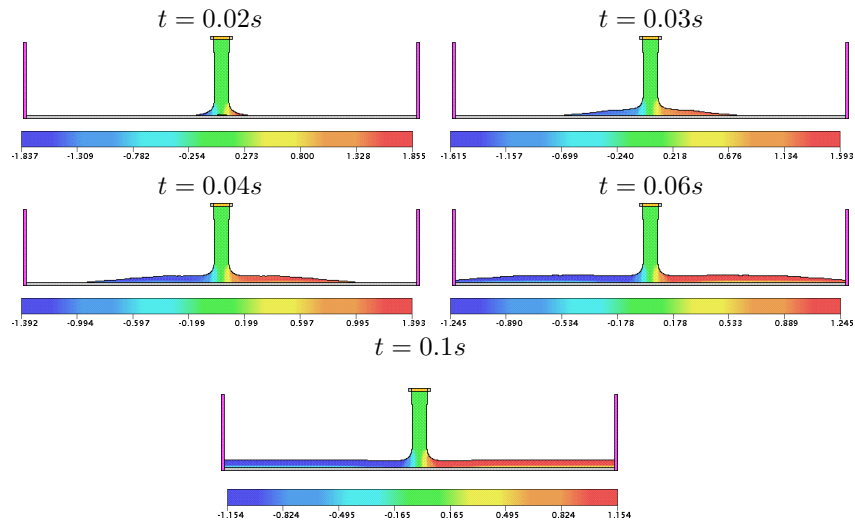 t = 0.02s
t = 0.03s
-1.837 -1.309 -0.782 -0.254 0.273 0.800 1.328 1.855
-1.615 -1.157 -0.699 -0.240 0.218 0.676 1.134 1.593
t = 0.04s
t = 0.06s
-1.392 -0.994 -0.597 -0.199 0.199 0.597 0.995 1.393
-1.245 -0.890 -0.534 -0.178 0.178 0.533 0.889 1.245
t = 0.1s
-1.154 -0.824 -0.495 -0.165 0.165 0.495 0.824 1.154